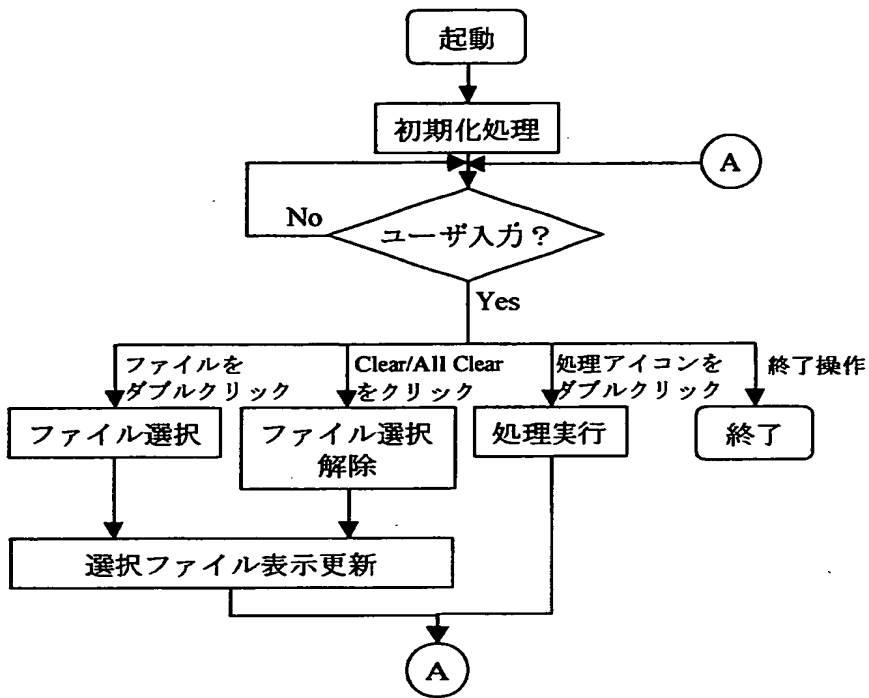 起動
初期化処理
A
No
ユーザ入力？
Yes
ファイルを
ダブルクリック
Clear/All Clear
をクリック
処理アイコンを
ダブルクリック
終了操作
ファイル選択
ファイル選択
解除
処理実行
終了
選択ファイル表示更新
A